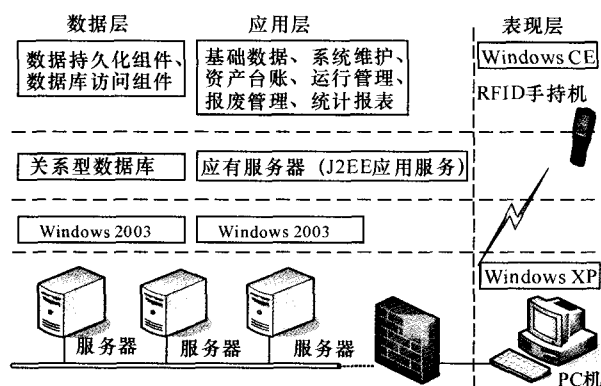 数据层
应用层
表现层
数据持久化组件、
数据库访问组件
基础数据、系统维护、
资产台账、运行管理、
报废管理、统计报表
Windows CE
RFID手持机
关系型数据库
应有服务器（J2EE应用服务）
Windows 2003
Windows 2003
Windows XP
服务器
服务器
服务器
PC机